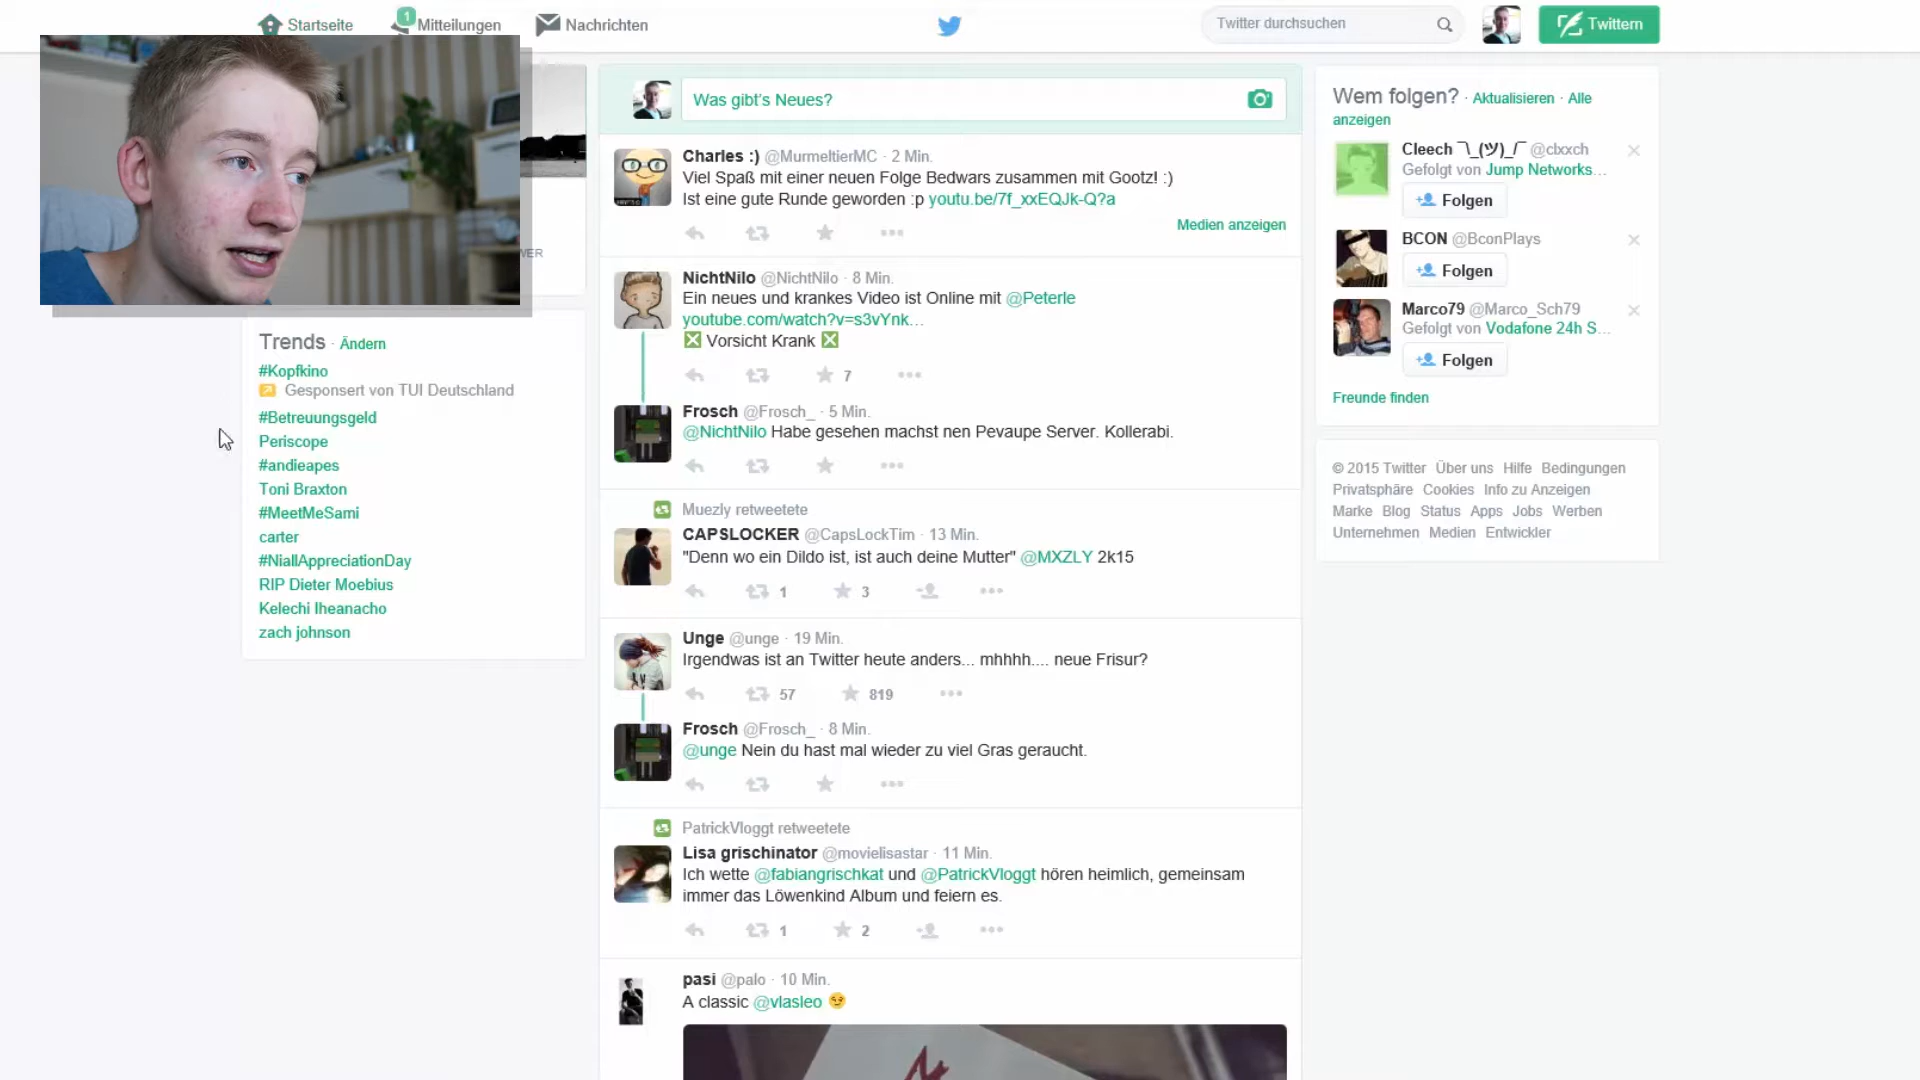 Startseite
1
Mitteilungen
Nachrichten
Twitter durchsuchen
Twittern
Was gibt's Neues?
Charles :) @MurmeltierMC · 2 Min.
Viel Spaß mit einer neuen Folge Bedwars zusammen mit Gootz! :)
Ist eine gute Runde geworden :p youtu.be/7f_xxEQJk-Q?a
Medien anzeigen
NichtNilo @NichtNilo · 8 Min.
Ein neues und krankes Video ist Online mit @Peterle
youtube.com/watch?v=s3vYnk…
❎ Vorsicht Krank ❎
7
Frosch @Frosch_ · 5 Min.
@NichtNilo Habe gesehen machst nen Pevaupe Server. Kollerabi.
Muezly retweetete
CAPSLOCKER @CapsLockTim · 13 Min.
"Denn wo ein Dildo ist, ist auch deine Mutter" @MXZLY 2k15
1 3
Unge @unge · 19 Min.
Irgendwas ist an Twitter heute anders... mhhhh.... neue Frisur?
57 819
Frosch @Frosch_ · 8 Min.
@unge Nein du hast mal wieder zu viel Gras geraucht.
PatrickVloggt retweetete
Lisa grischinator @movielisastar · 11 Min.
Ich wette @fabiangrischkat und @PatrickVloggt hören heimlich, gemeinsam
immer das Löwenkind Album und feiern es.
1 2
pasi @palo · 10 Min.
A classic @vlasleo 😏
Trends · Ändern
#Kopfkino
Gesponsert von TUI Deutschland
#Betreuungsgeld
Periscope
#andieapes
Toni Braxton
#MeetMeSami
carter
#NiallAppreciationDay
RIP Dieter Moebius
Kelechi Iheanacho
zach johnson
Wem folgen? · Aktualisieren · Alle
anzeigen
Cleech ¯\_(ツ)_/¯ @clxxch
Gefolgt von Jump Networks…
Folgen
BCON @BconPlays
Folgen
Marco79 @Marco_Sch79
Gefolgt von Vodafone 24h S…
Folgen
Freunde finden
© 2015 Twitter Über uns Hilfe Bedingungen
Privatsphäre Cookies Info zu Anzeigen
Marke Blog Status Apps Jobs Werben
Unternehmen Medien Entwickler